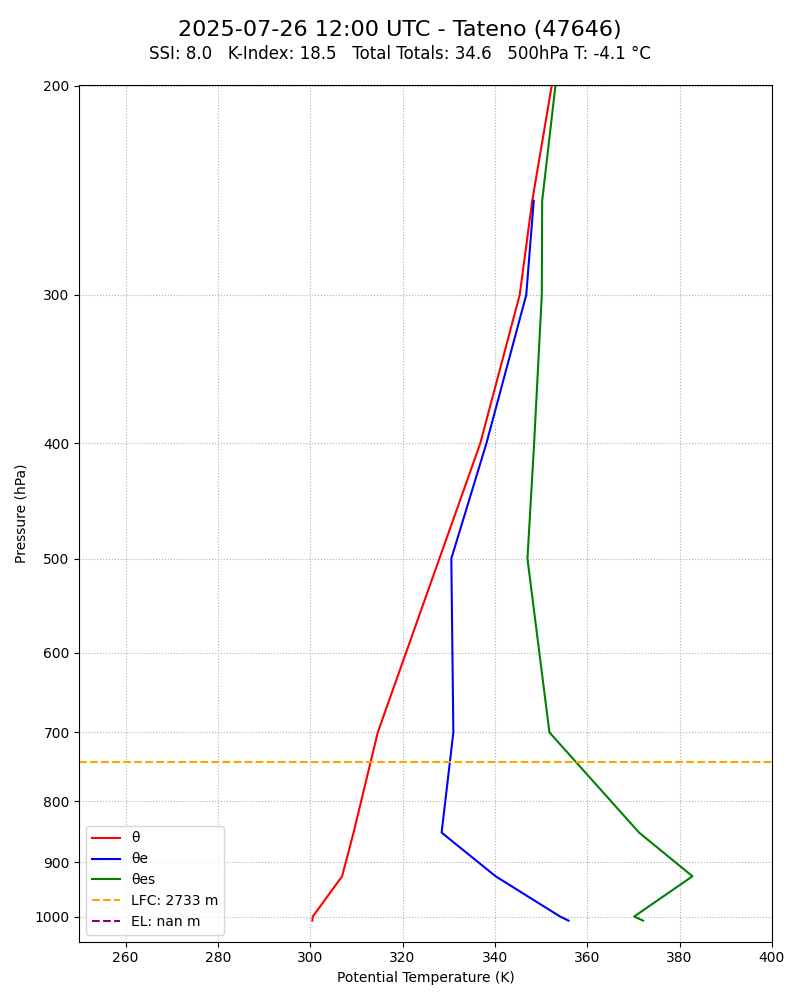 2025-07-26 12:00 UTC - Tateno (47646)
SSI: 8.0   K-Index: 18.5   Total Totals: 34.6   500hPa T: -4.1 °C
200
300
400
500
600
700
800
900
1000
Pressure (hPa)
θ
θe
θes
LFC: 2733 m
EL: nan m
260 280 300 320 340 360 380 400
Potential Temperature (K)